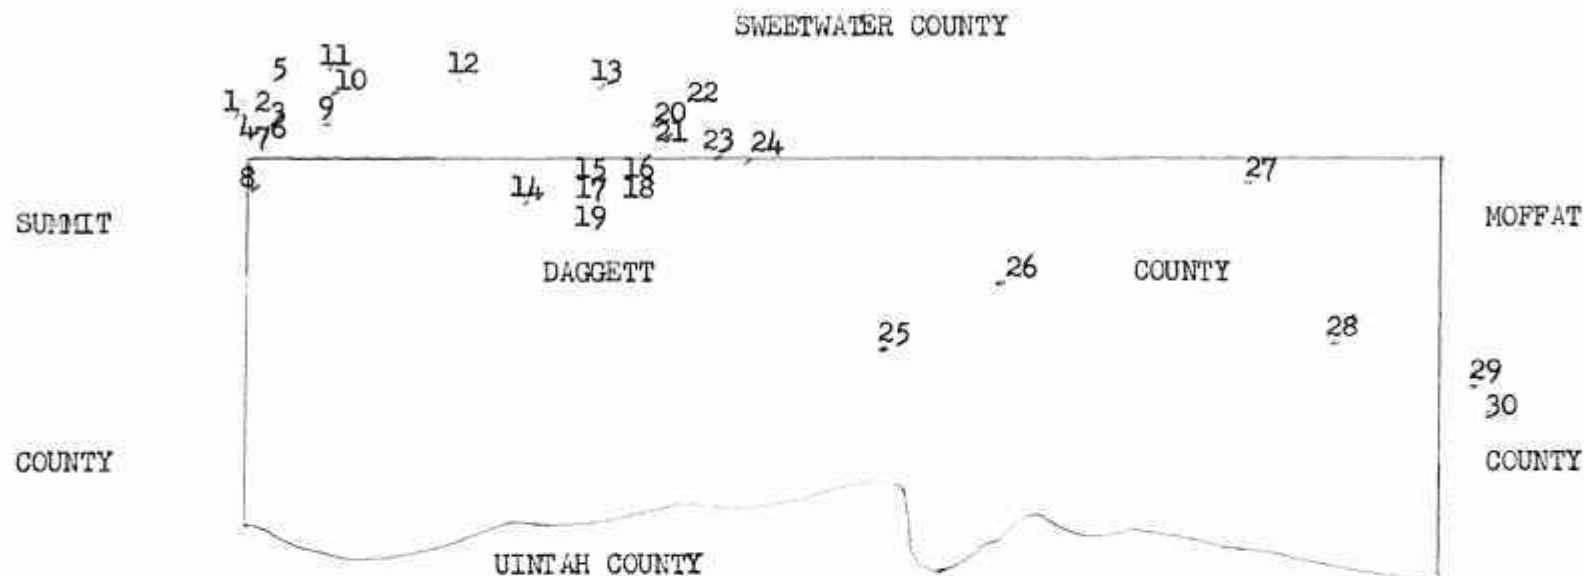 SWEETWATER COUNTY
5 11 12 13
10 22
1 2 3 9 20
4 7 6 21 23 24
8 15 16 27
14 17 18
SUMMIT 19 MOFFAT
DAGGETT 26 COUNTY
25 28
29
30
COUNTY COUNTY
UINTAH COUNTY